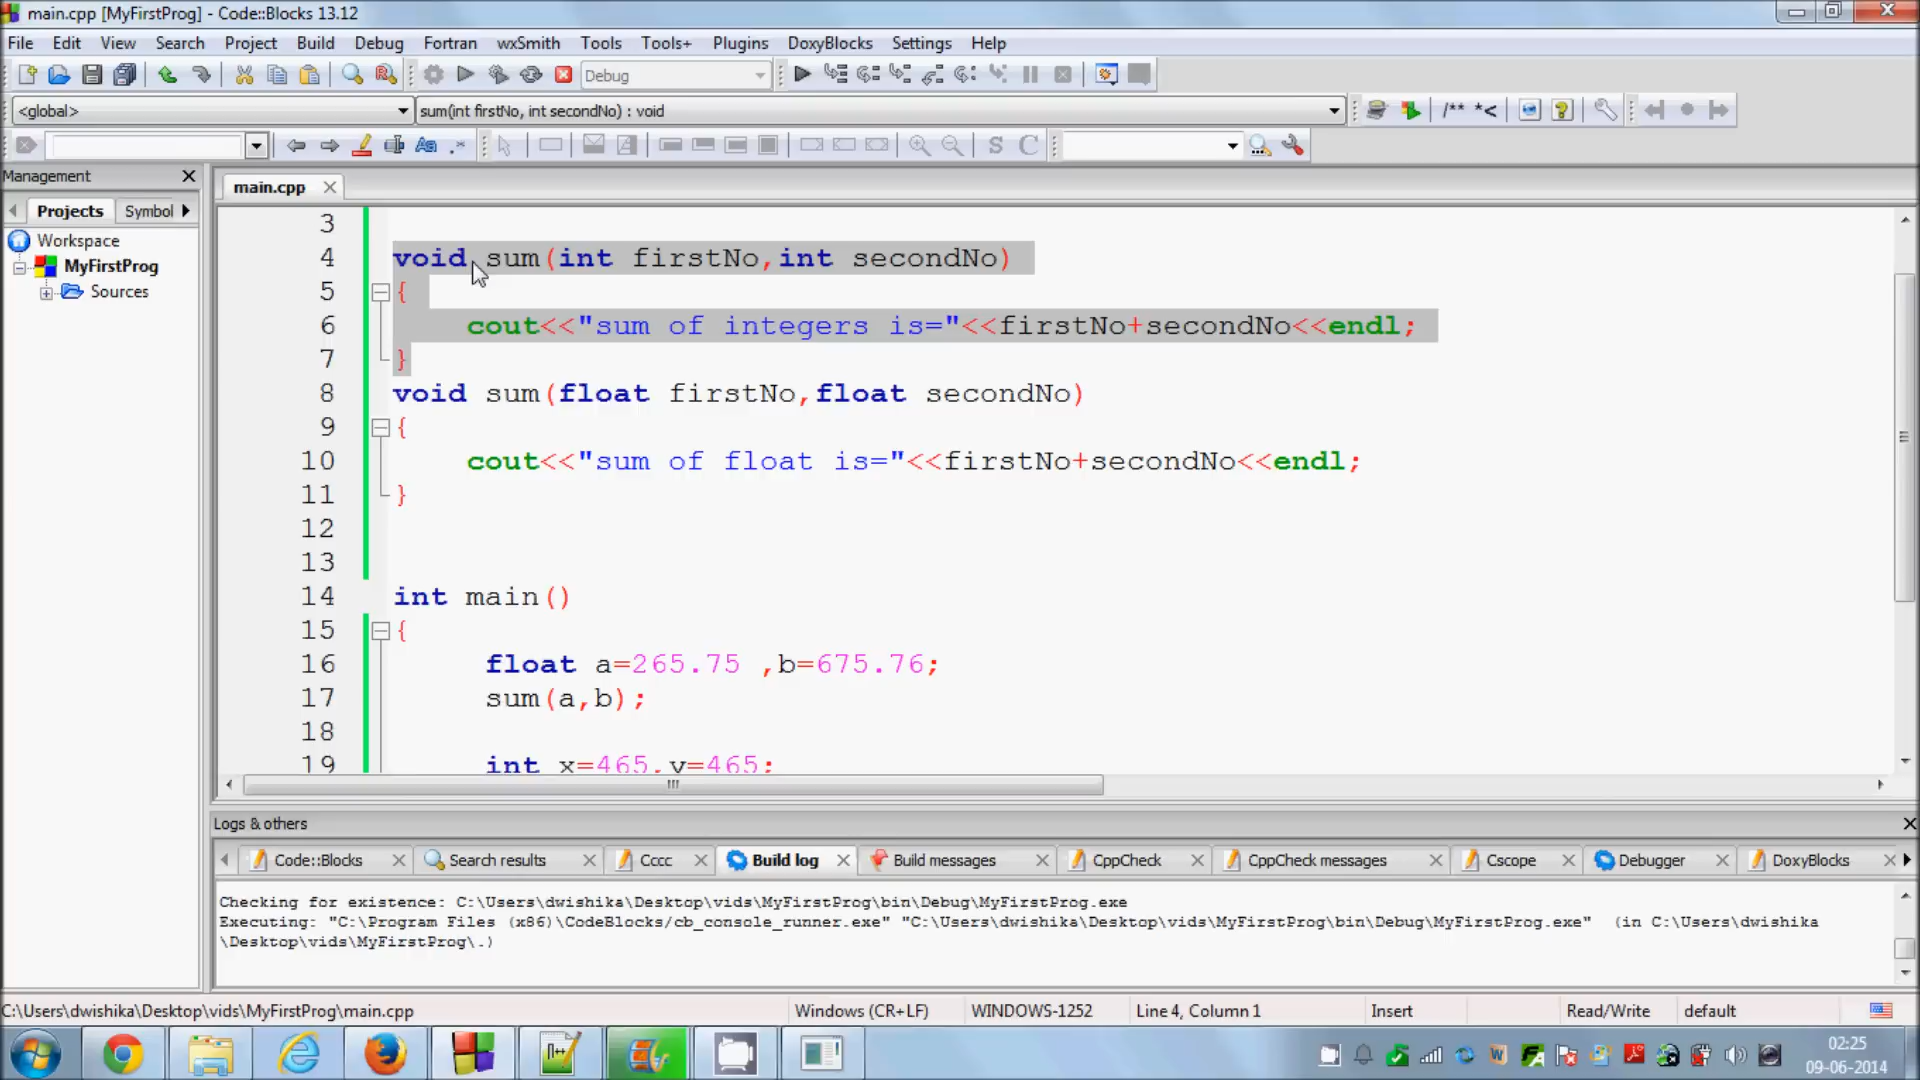 main.cpp [MyFirstProg] - Code::Blocks 13.12
File Edit View Search Project Build Debug Fortran wxSmith Tools Tools+ Plugins DoxyBlocks Settings Help
Debug
<global> sum(int firstNo, int secondNo) : void /** *<
S C
Management
main.cpp
Projects Symbol
Workspace
MyFirstProg
Sources
3
4 void sum(int firstNo,int secondNo)
5 {
6 cout<<"sum of integers is="<<firstNo+secondNo<<endl;
7 }
8 void sum(float firstNo,float secondNo)
9 {
10 cout<<"sum of float is="<<firstNo+secondNo<<endl;
11 }
12
13
14 int main()
15 {
16 float a=265.75 ,b=675.76;
17 sum(a,b);
18
19 int x=465,y=465;
Logs & others
Code::Blocks Search results Cccc Build log Build messages CppCheck CppCheck messages Cscope Debugger DoxyBlocks
Checking for existence: C:\Users\dwishika\Desktop\vids\MyFirstProg\bin\Debug\MyFirstProg.exe
Executing: "C:\Program Files (x86)\CodeBlocks/cb_console_runner.exe" "C:\Users\dwishika\Desktop\vids\MyFirstProg\bin\Debug\MyFirstProg.exe" (in C:\Users\dwishika
\Desktop\vids\MyFirstProg\.)
C:\Users\dwishika\Desktop\vids\MyFirstProg\main.cpp Windows (CR+LF) WINDOWS-1252 Line 4, Column 1 Insert Read/Write default
02:25
09-06-2014